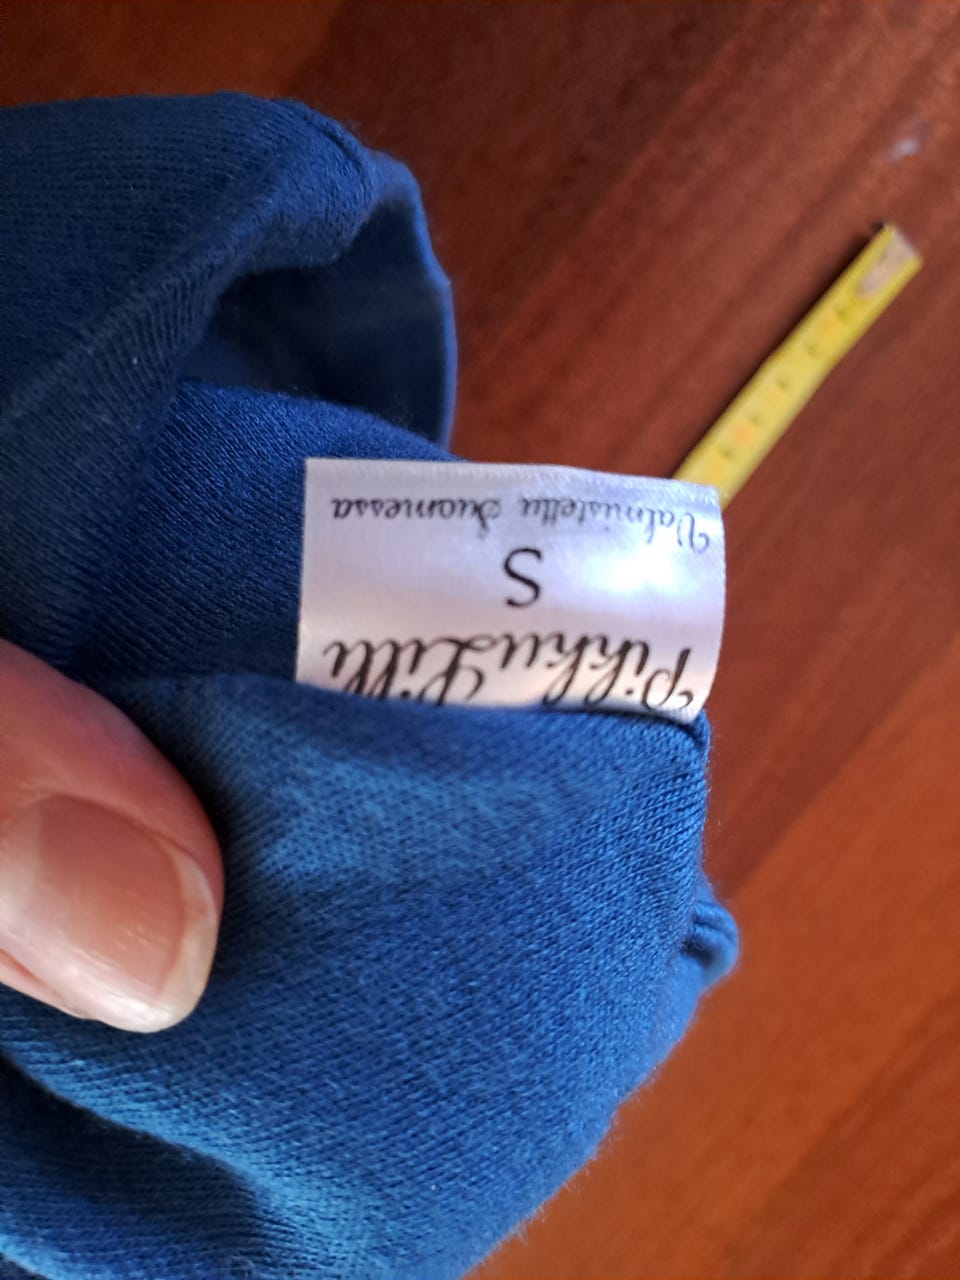 PikkuLilli
S
Valmistettu Suomessa